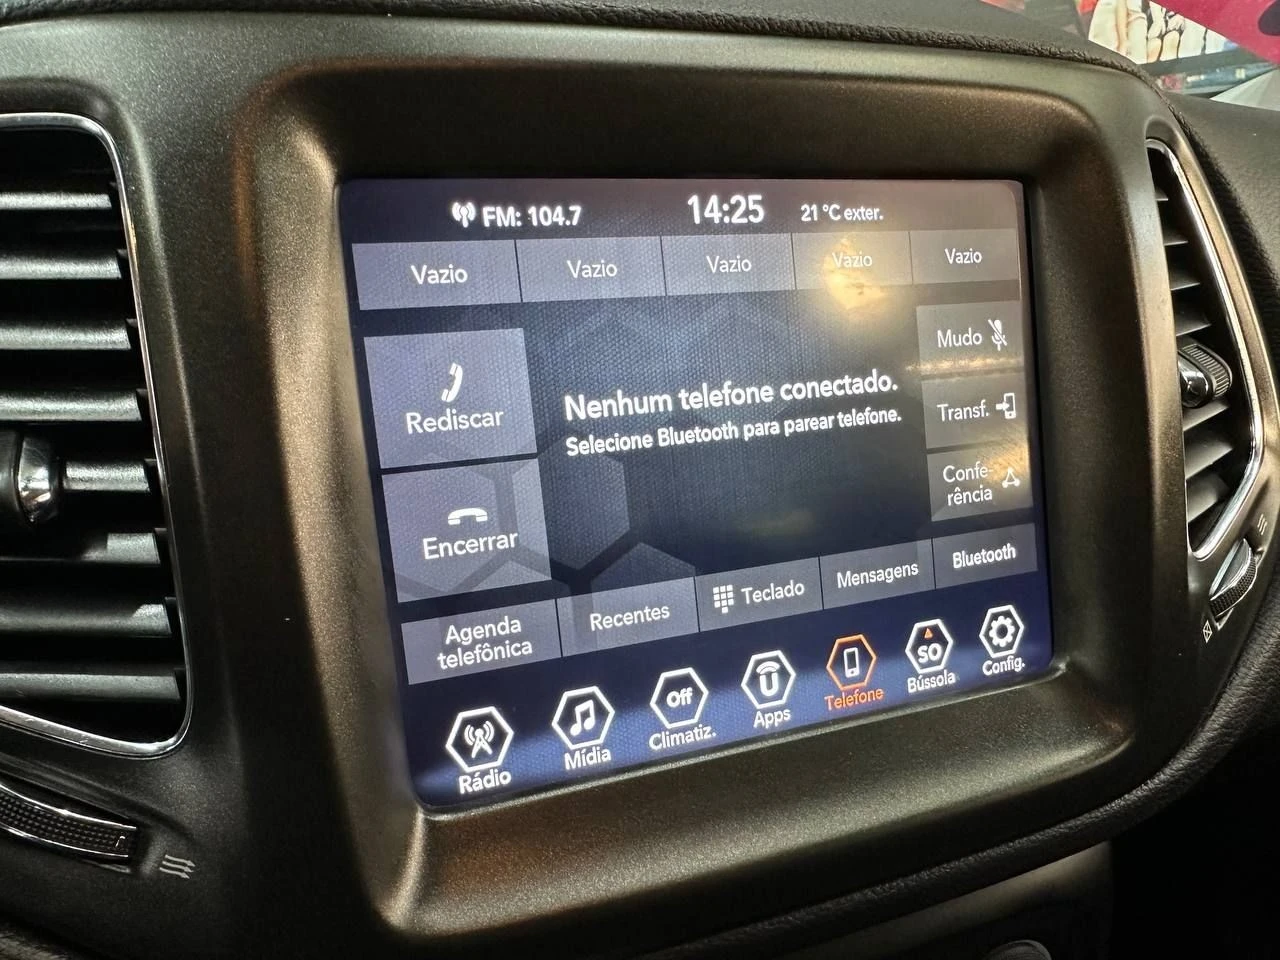 FM: 104.7 14:25 21 °C exter.
Vazio Vazio Vazio Vazio Vazio
Mudo
Rediscar
Nenhum telefone conectado.
Selecione Bluetooth para parear telefone.
Transf.
Confe-
rência
Encerrar
Agenda
telefônica
Recentes
Teclado
Mensagens
Bluetooth
Rádio
Mídia
Off
Climatiz.
U
Apps
Telefone
SO
Bússola
Config.